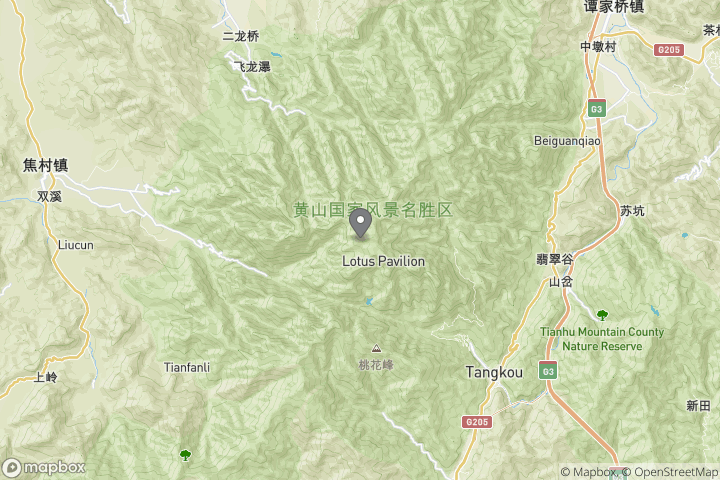 谭家桥镇
二龙桥
茶林
中墩村
G205
飞龙瀑
G3
Beiguanqiao
焦村镇
双溪
黄山国家风景名胜区
苏坑
Liucun
Lotus Pavilion
翡翠谷
山岔
Tianhu Mountain County
Nature Reserve
桃花峰
Tianfanli
Tangkou
G3
上岭
新田
G205
mapbox
© Mapbox, © OpenStreetMap